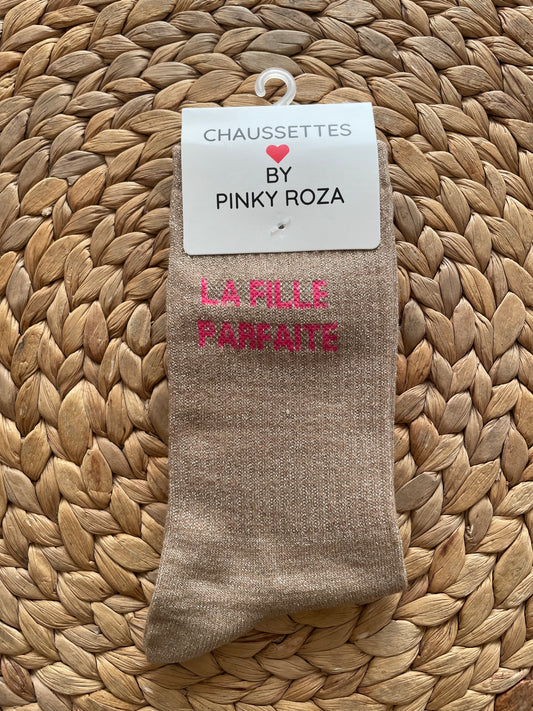 CHAUSSETTES
BY
PINKY ROZA
LA FILLE
PARFAITE